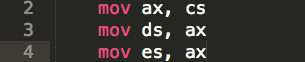 2 mov ax, cs
3 mov ds, ax
4 mov es, ax